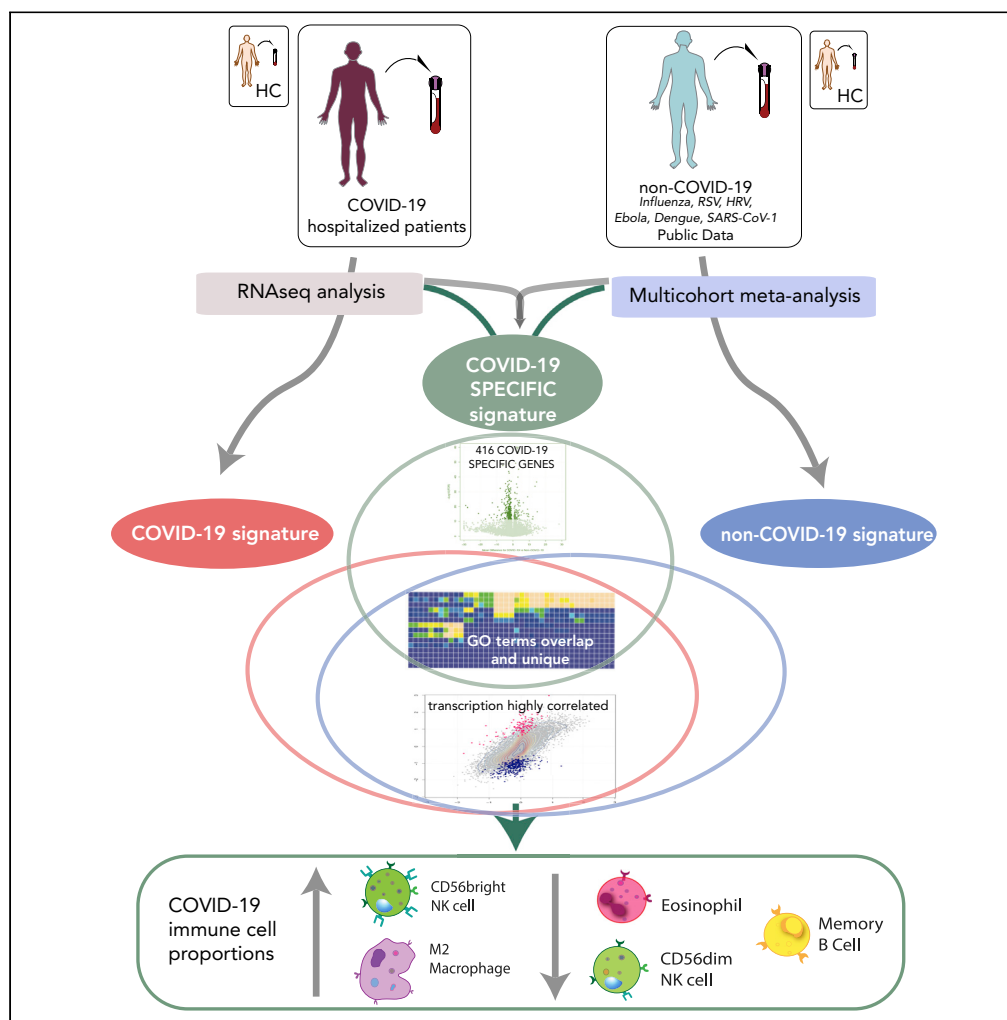 HC
COVID-19
hospitalized patients
non-COVID-19
Influenza, RSV, HRV,
Ebola, Dengue, SARS-CoV-1
Public Data
HC
RNAseq analysis
Multicohort meta-analysis
COVID-19
SPECIFIC
signature
416 COVID-19
SPECIFIC GENES
COVID-19 signature
non-COVID-19 signature
GO terms overlap
and unique
transcription highly correlated
COVID-19
immune cell
proportions
CD56bright
NK cell
M2
Macrophage
Eosinophil
CD56dim
NK cell
Memory
B Cell